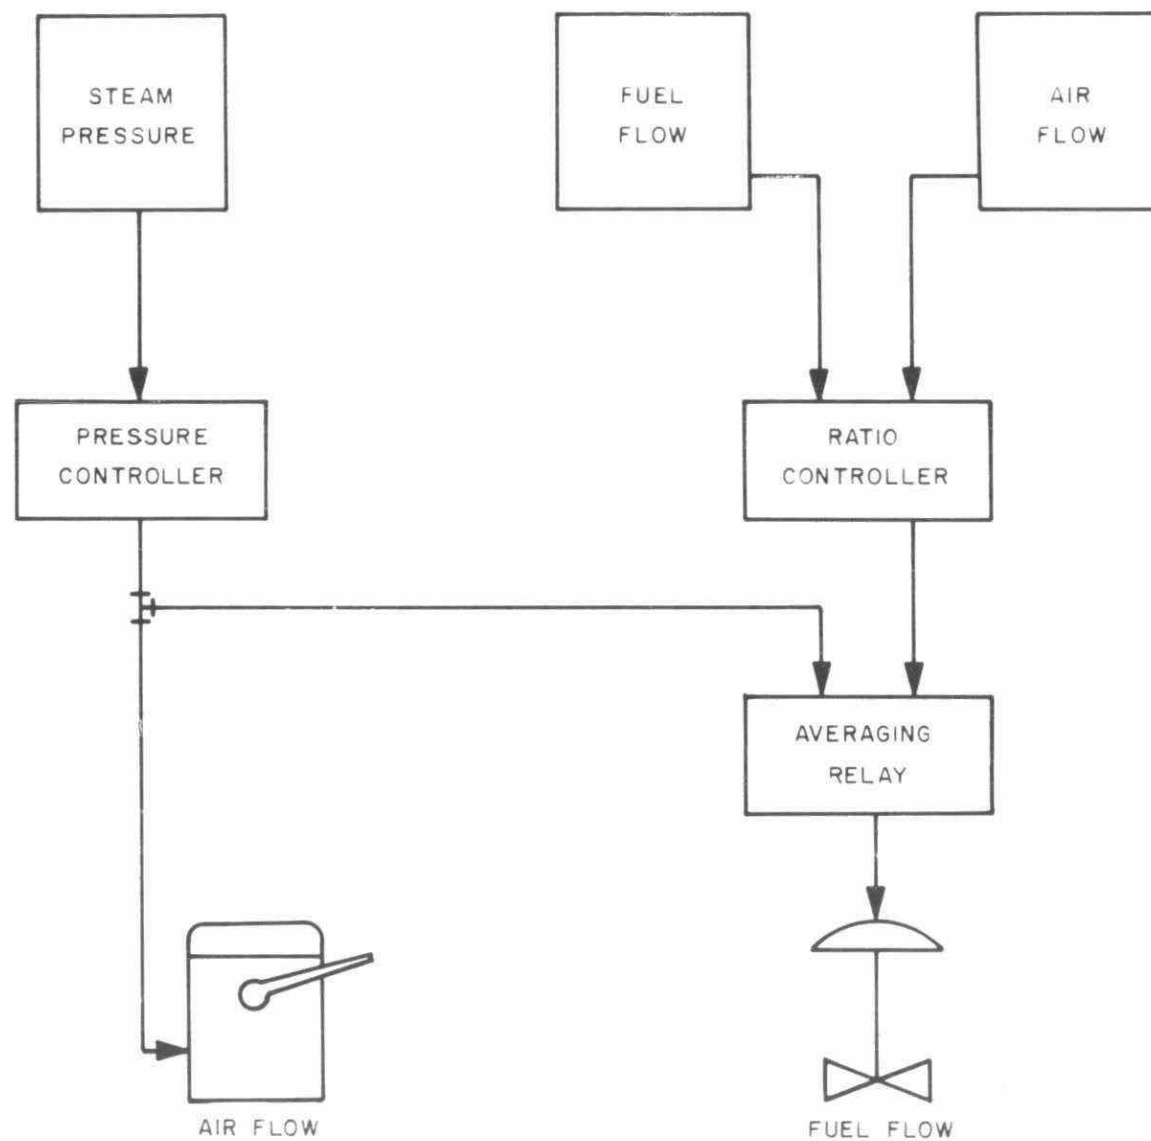 STEAM
PRESSURE
FUEL
FLOW
AIR
FLOW
PRESSURE
CONTROLLER
RATIO
CONTROLLER
AVERAGING
RELAY
AIR FLOW
FUEL FLOW